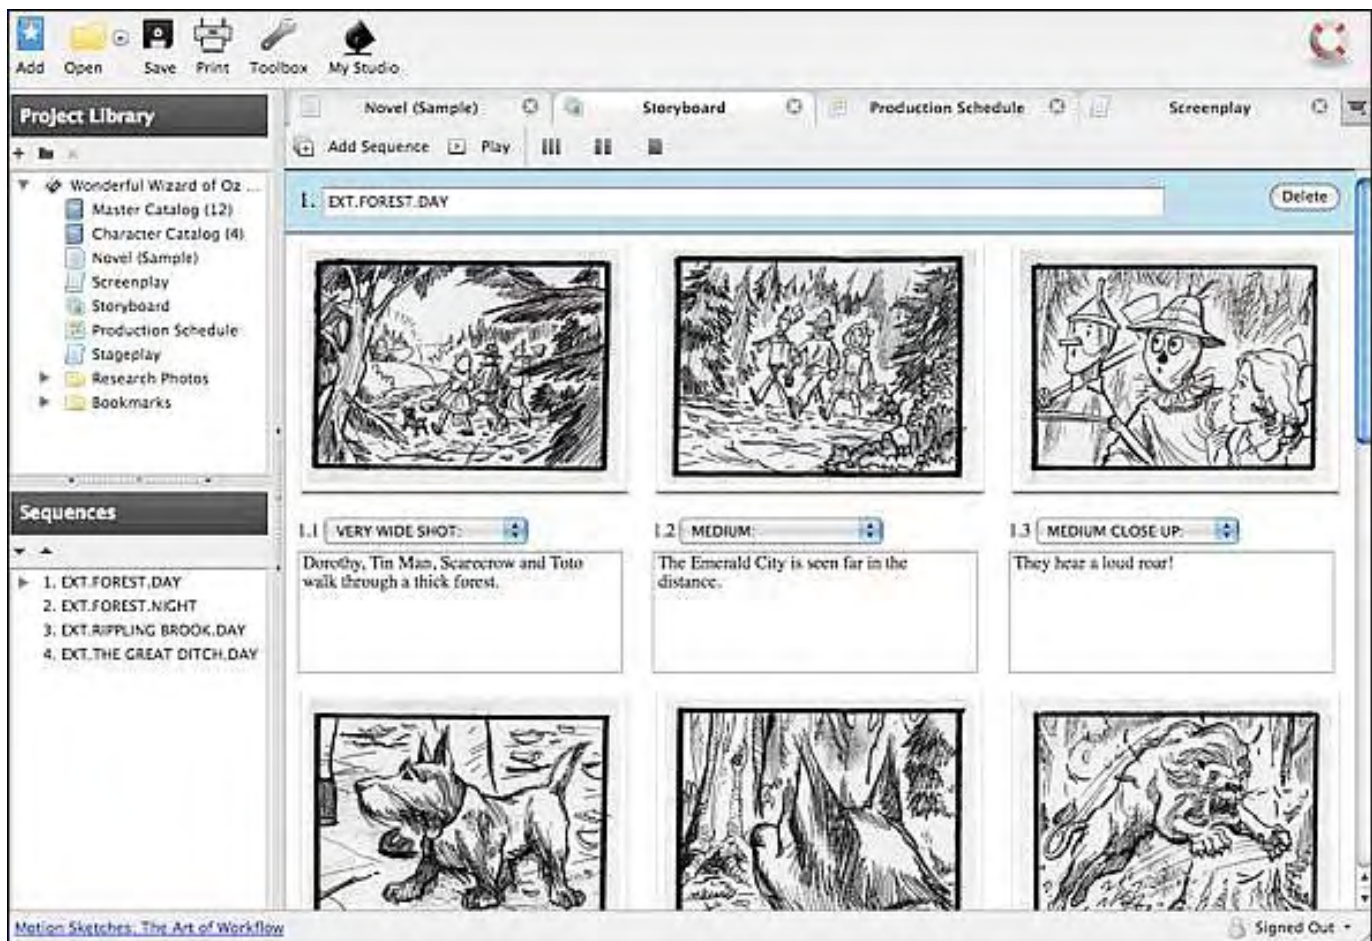 Add Open Save Print Toolbox My Studio
Project Library
Wonderful Wizard of Oz ...
Master Catalog (12)
Character Catalog (4)
Novel (Sample)
Screenplay
Storyboard
Production Schedule
Stageplay
Research Photos
Bookmarks
Sequences
1. EXT.FOREST.DAY
2. EXT.FOREST.NIGHT
3. EXT.RIPPLING BROOK.DAY
4. EXT.THE GREAT DITCH.DAY
Novel (Sample) Storyboard Production Schedule Screenplay
Add Sequence Play
1. EXT.FOREST.DAY Delete
1.1 VERY WIDE SHOT:
Dorothy, Tin Man, Scarecrow and Toto
walk through a thick forest.
1.2 MEDIUM:
The Emerald City is seen far in the
distance.
1.3 MEDIUM CLOSE UP:
They hear a loud roar!
Motion Sketches: The Art of Workflow
Signed Out